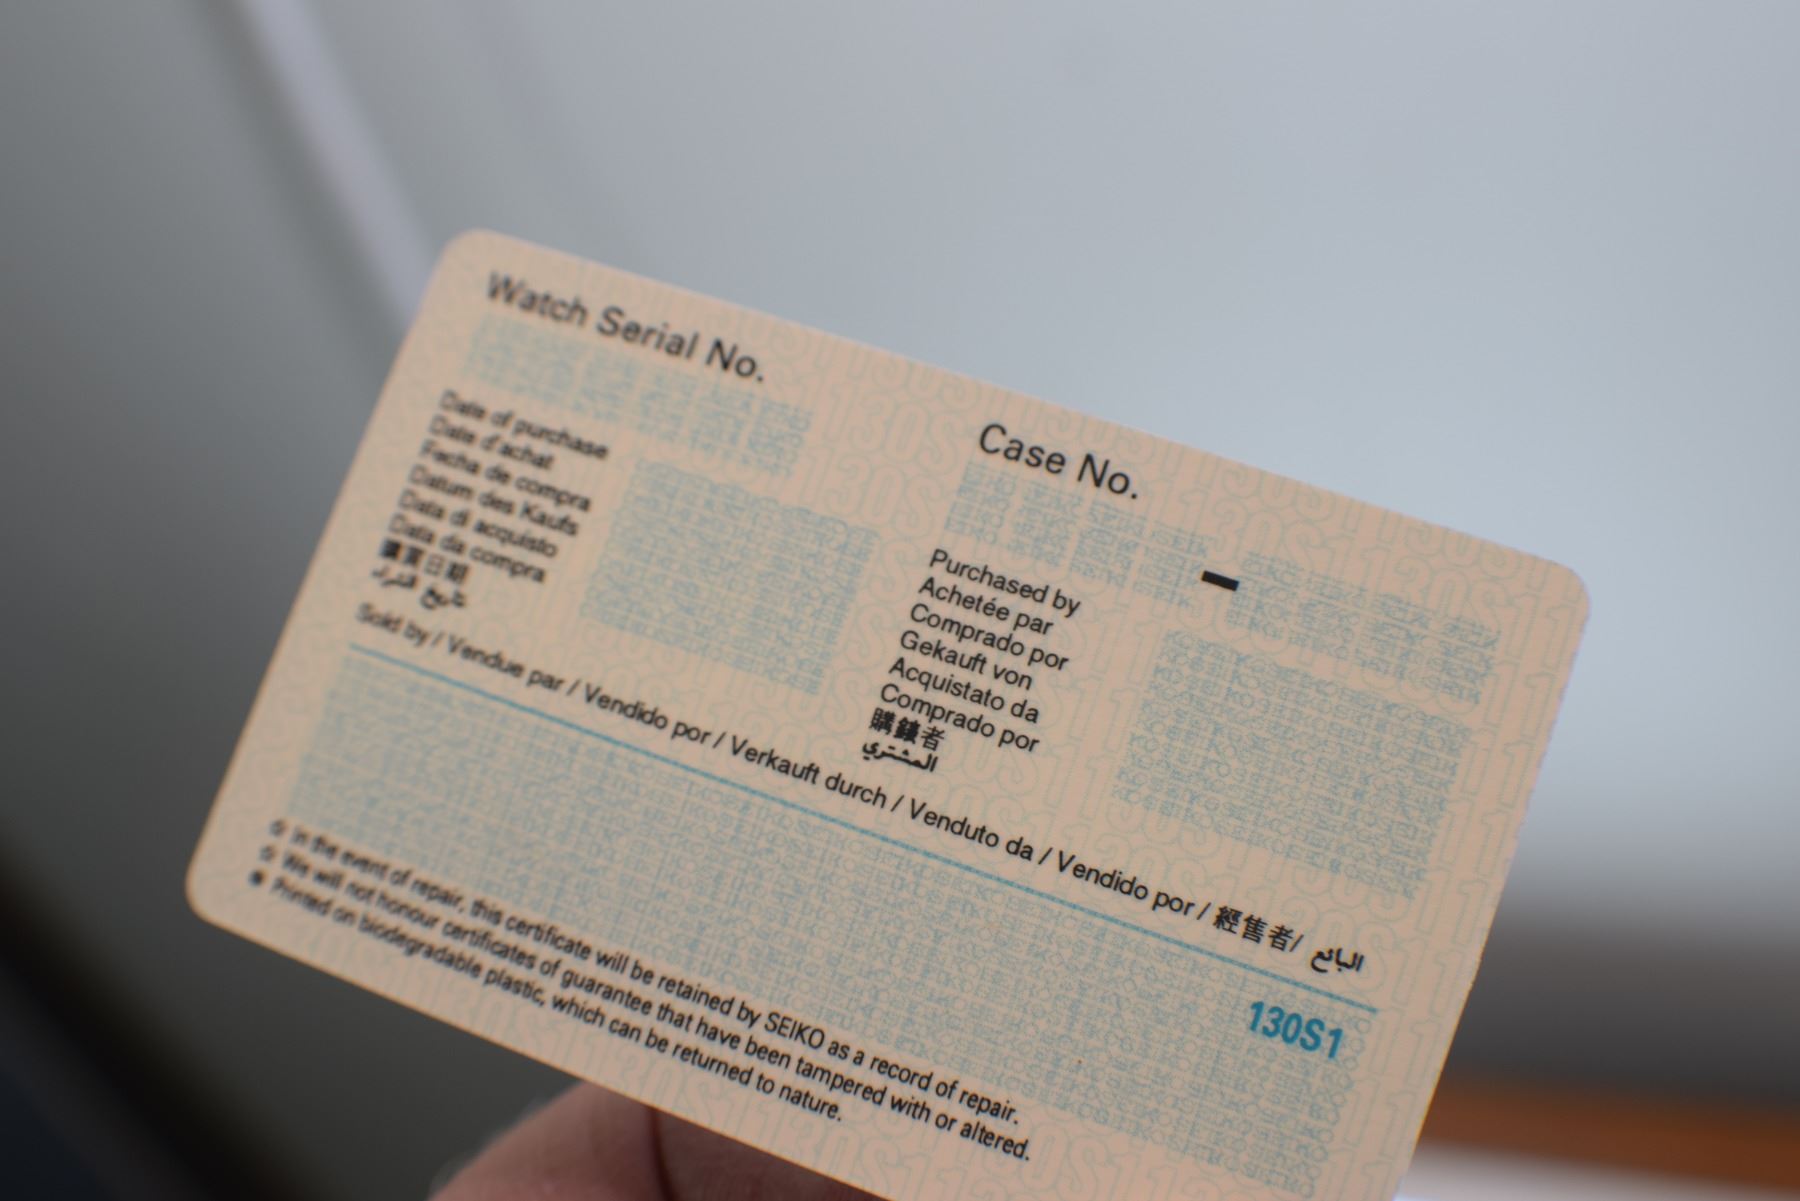 Watch Serial No.
Case No.
-
Date of purchase
Date d'achat
Fecha de compra
Datum des Kaufs
Data di acquisto
Data da compra
購買日期
تاريخ الشراء
Purchased by
Achetée par
Comprado por
Gekauft von
Acquistato da
Comprado por
購錶者
المشتري
Sold by / Vendue par / Vendido por / Verkauft durch / Venduto da / Vendido por / 經售者/ البائع
130S1
☆ In the event of repair, this certificate will be retained by SEIKO as a record of repair.
☆ We will not honour certificates of guarantee that have been tampered with or altered.
Printed on biodegradable plastic, which can be returned to nature.